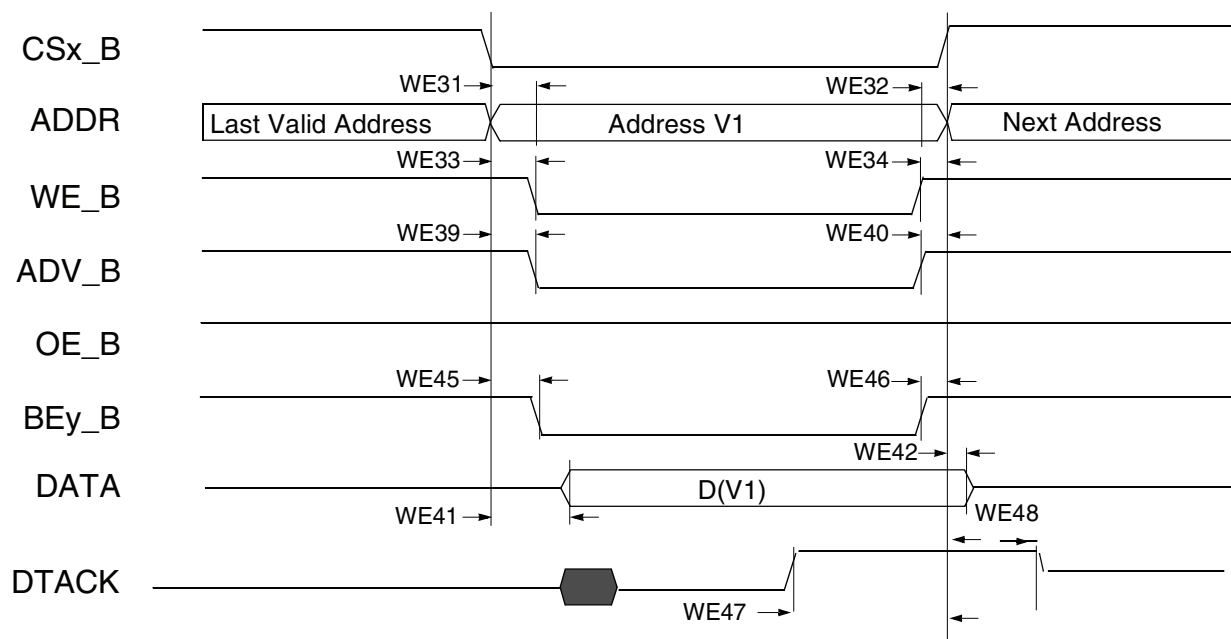 CSx_B
WE31
WE32
ADDR
Last Valid Address
Address V1
Next Address
WE33
WE34
WE_B
WE39
WE40
ADV_B
OE_B
WE45
WE46
BEy_B
WE42
DATA
D(V1)
WE41
WE48
DTACK
WE47